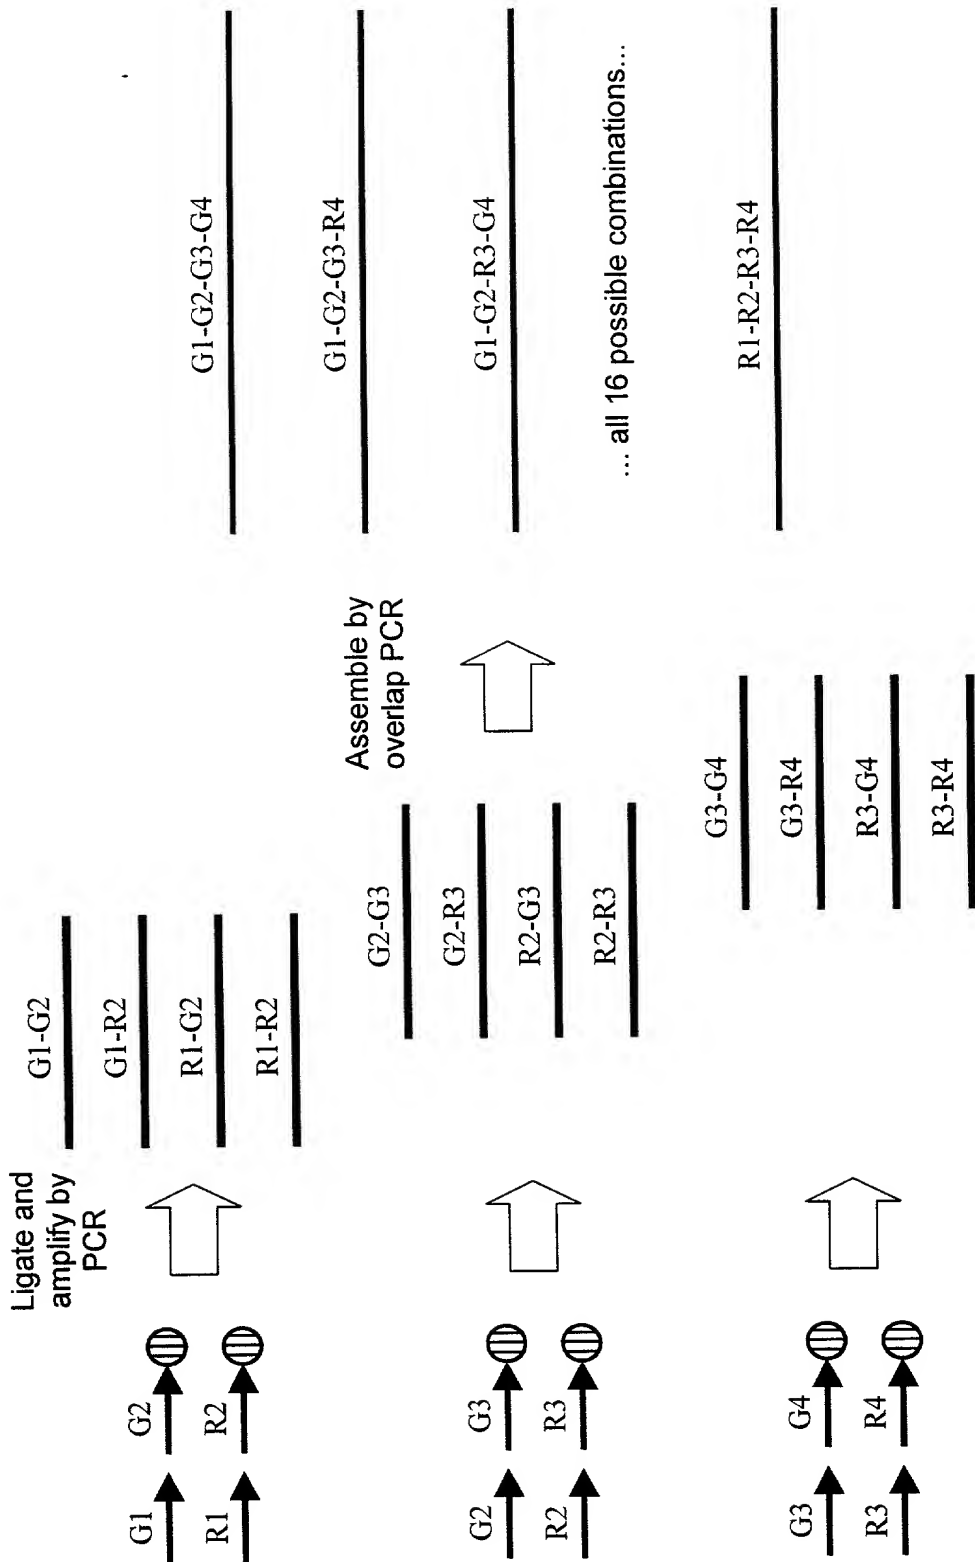 Ligate and
amplify by
PCR
G1
G2
R1
R2
G1-G2
G1-R2
R1-G2
R1-R2
G2
G3
R2
R3
G2-G3
G2-R3
R2-G3
R2-R3
G3
G4
R3
R4
G3-G4
G3-R4
R3-G4
R3-R4
Assemble by
overlap PCR
G1-G2-G3-G4
G1-G2-G3-R4
G1-G2-R3-G4
... all 16 possible combinations...
R1-R2-R3-R4